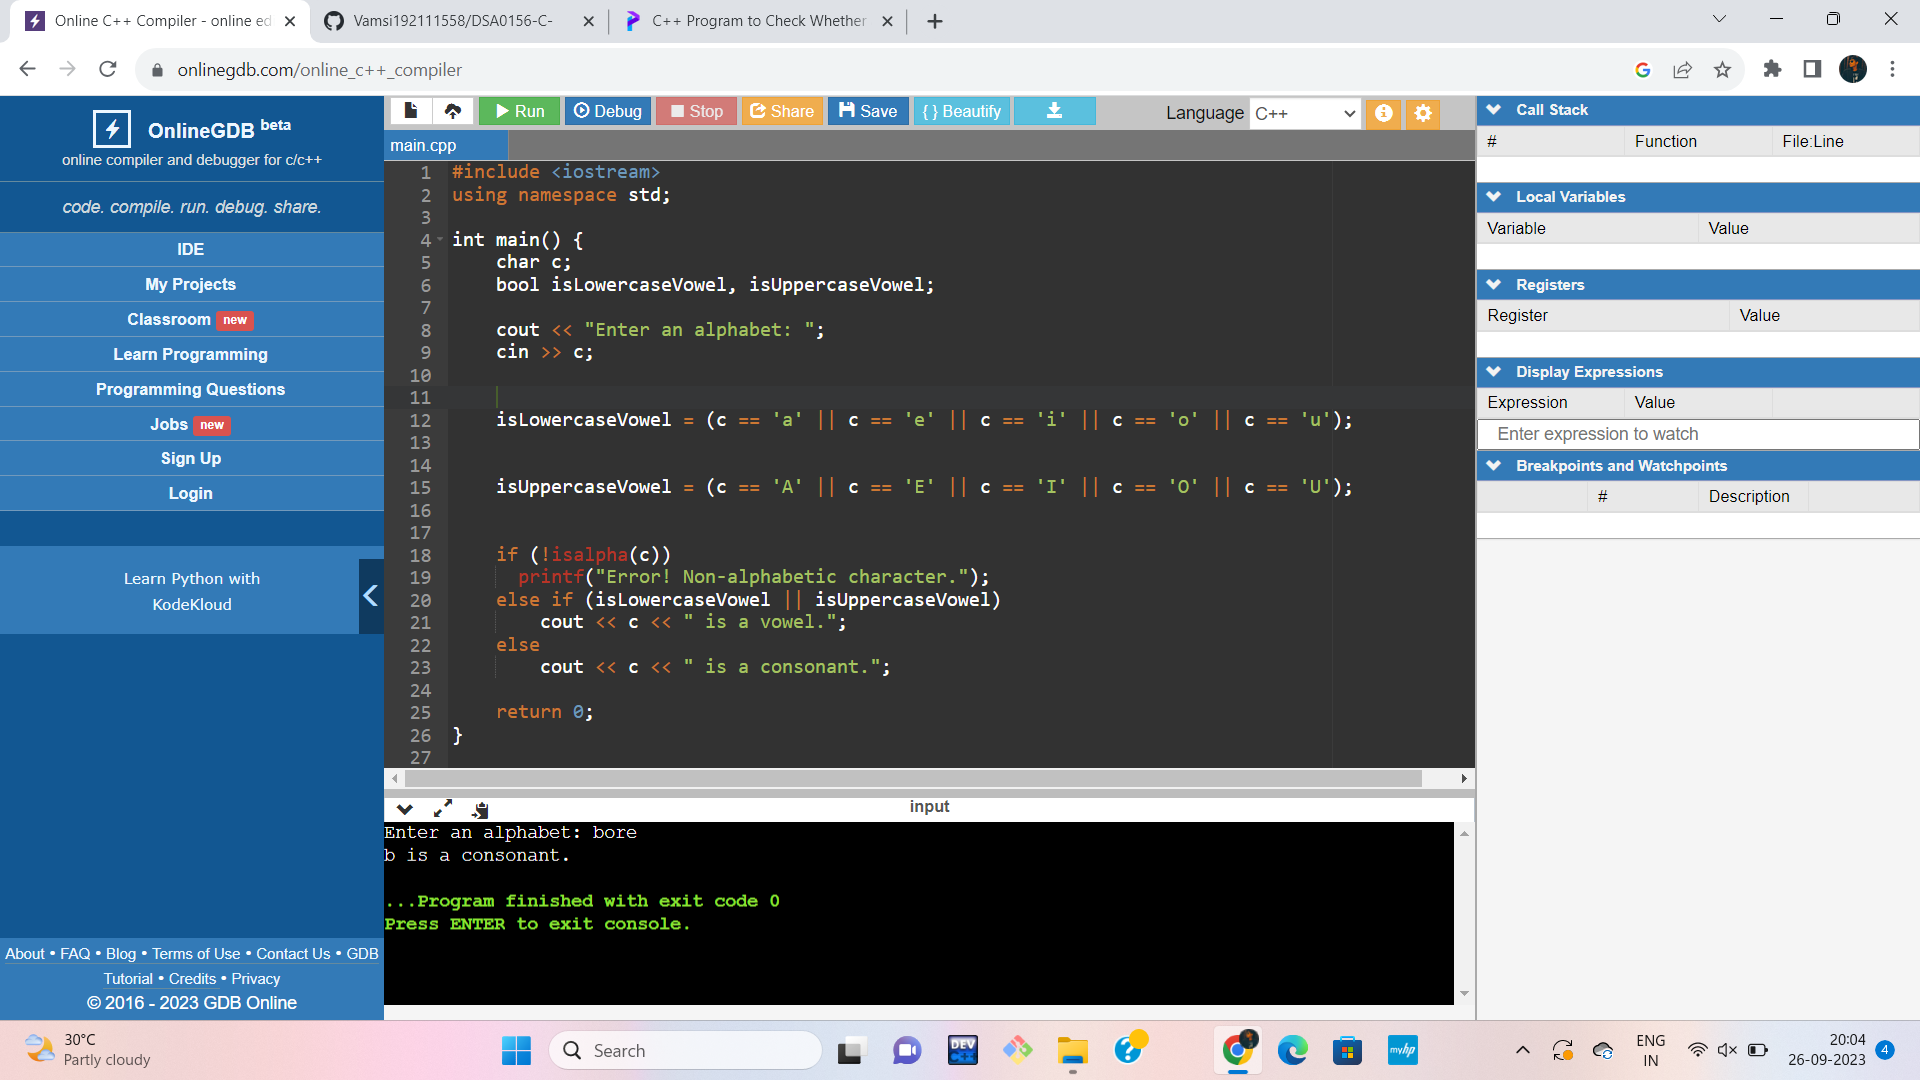 Online C++ Compiler - online ed
Vamsi192111558/DSA0156-C-
C++ Program to Check Whether
onlinegdb.com/online_c++_compiler
OnlineGDB beta
online compiler and debugger for c/c++
code. compile. run. debug. share.
IDE
My Projects
Classroom new
Learn Programming
Programming Questions
Jobs new
Sign Up
Login
Learn Python with
KodeKloud
About • FAQ • Blog • Terms of Use • Contact Us • GDB
Tutorial • Credits • Privacy
© 2016 - 2023 GDB Online
Run Debug Stop Share Save { } Beautify
Language C++
main.cpp
1 #include <iostream>
2 using namespace std;
3
4 int main() {
5 char c;
6 bool isLowercaseVowel, isUppercaseVowel;
7
8 cout << "Enter an alphabet: ";
9 cin >> c;
10
11
12 isLowercaseVowel = (c == 'a' || c == 'e' || c == 'i' || c == 'o' || c == 'u');
13
14
15 isUppercaseVowel = (c == 'A' || c == 'E' || c == 'I' || c == 'O' || c == 'U');
16
17
18 if (!isalpha(c))
19 printf("Error! Non-alphabetic character.");
20 else if (isLowercaseVowel || isUppercaseVowel)
21 cout << c << " is a vowel.";
22 else
23 cout << c << " is a consonant.";
24
25 return 0;
26 }
27
input
Enter an alphabet: bore
b is a consonant.
...Program finished with exit code 0
Press ENTER to exit console.
Call Stack
# Function File:Line
Local Variables
Variable Value
Registers
Register Value
Display Expressions
Expression Value
Enter expression to watch
Breakpoints and Watchpoints
# Description
30°C
Partly cloudy
Search
DEV
C++
myhp
ENG
IN
20:04
26-09-2023
4